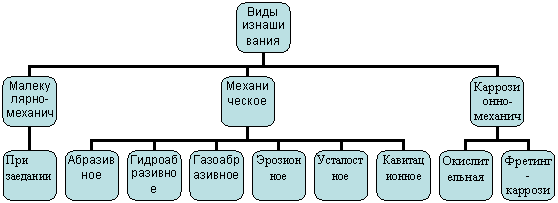 Виды
изнаши
вания
Малеку
лярно-
механич
Механи
ческое
Каррози
онно-
механич
При
заедании
Абразив
ное
Гидроаб
разивно
е
Газоабр
азивное
Эрозион
ное
Усталост
ное
Кавитац
ионное
Окислит
ельная
Фретинг
-
каррози